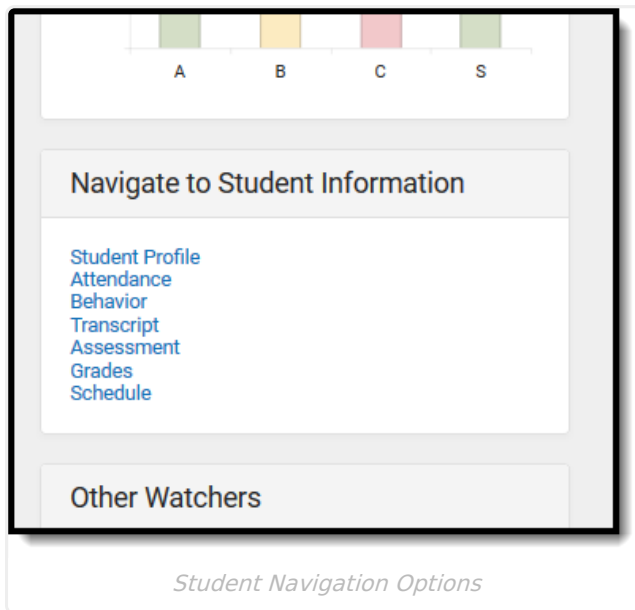 A B C S
Navigate to Student Information
Student Profile
Attendance
Behavior
Transcript
Assessment
Grades
Schedule
Other Watchers
Student Navigation Options